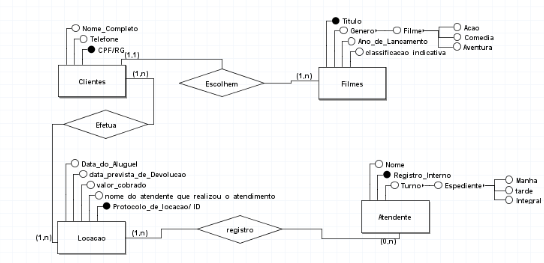 Nome_Completo
Telefone
CPF/RG
Clientes
(1,1)
(1,n)
Escolhem
(1,n)
Titulo
Genero
Filme
Acao
Comedia
Aventura
Ano_de_Lancamento
classificacao indicativa
Filmes
Efetua
Data_do_Aluguel
data_prevista_de_Devolucao
valor_cobrado
nome do atendente que realizou o atendimento
Protocolo_de_locacao/ ID
(1,n)
Locacao
(1,n)
registro
Nome
Registro_Interno
Turno
Espediente
Manha
tarde
Integral
Atendente
(0,n)